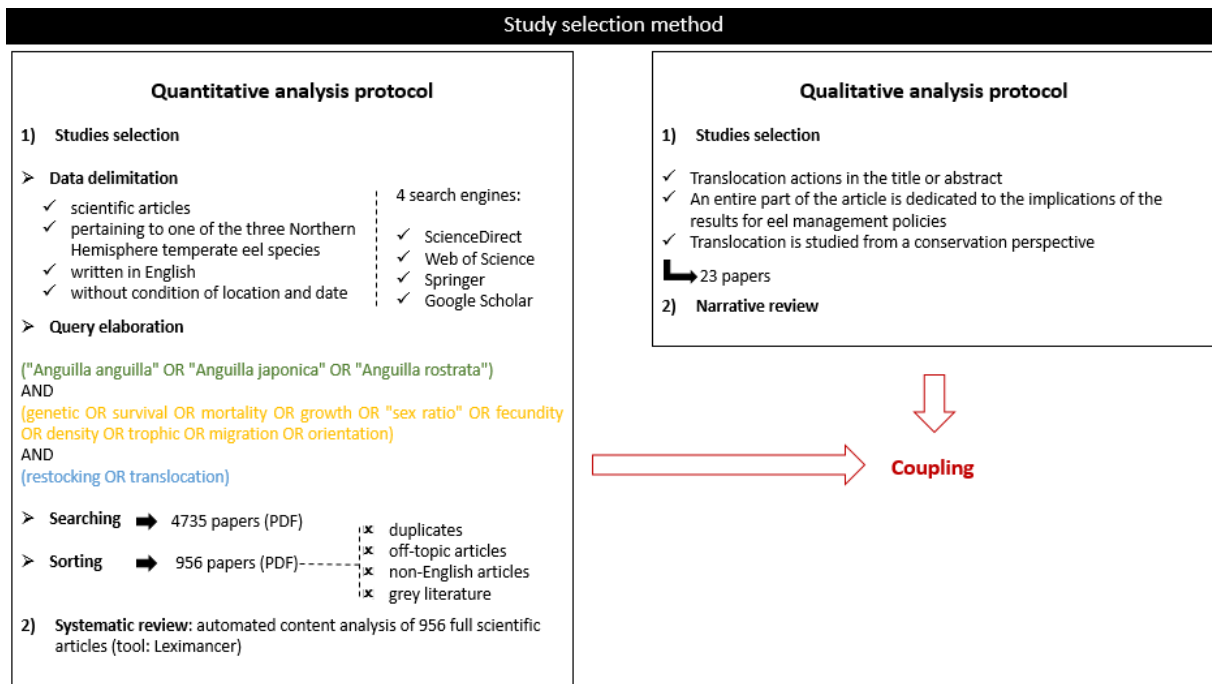 Study selection method
Quantitative analysis protocol
1) Studies selection
➢ Data delimitation
✓ scientific articles
✓ pertaining to one of the three Northern
Hemisphere temperate eel species
✓ written in English
✓ without condition of location and date
4 search engines:
✓ ScienceDirect
✓ Web of Science
✓ Springer
✓ Google Scholar
➢ Query elaboration
("Anguilla anguilla" OR "Anguilla japonica" OR "Anguilla rostrata")
AND
(genetic OR survival OR mortality OR growth OR "sex ratio" OR fecundity
OR density OR trophic OR migration OR orientation)
AND
(restocking OR translocation)
➢ Searching ➡ 4735 papers (PDF)
➢ Sorting ➡ 956 papers (PDF)
✗ duplicates
✗ off-topic articles
✗ non-English articles
✗ grey literature
2) Systematic review: automated content analysis of 956 full scientific
articles (tool: Leximancer)
Qualitative analysis protocol
1) Studies selection
✓ Translocation actions in the title or abstract
✓ An entire part of the article is dedicated to the implications of the
results for eel management policies
✓ Translocation is studied from a conservation perspective
23 papers
2) Narrative review
Coupling